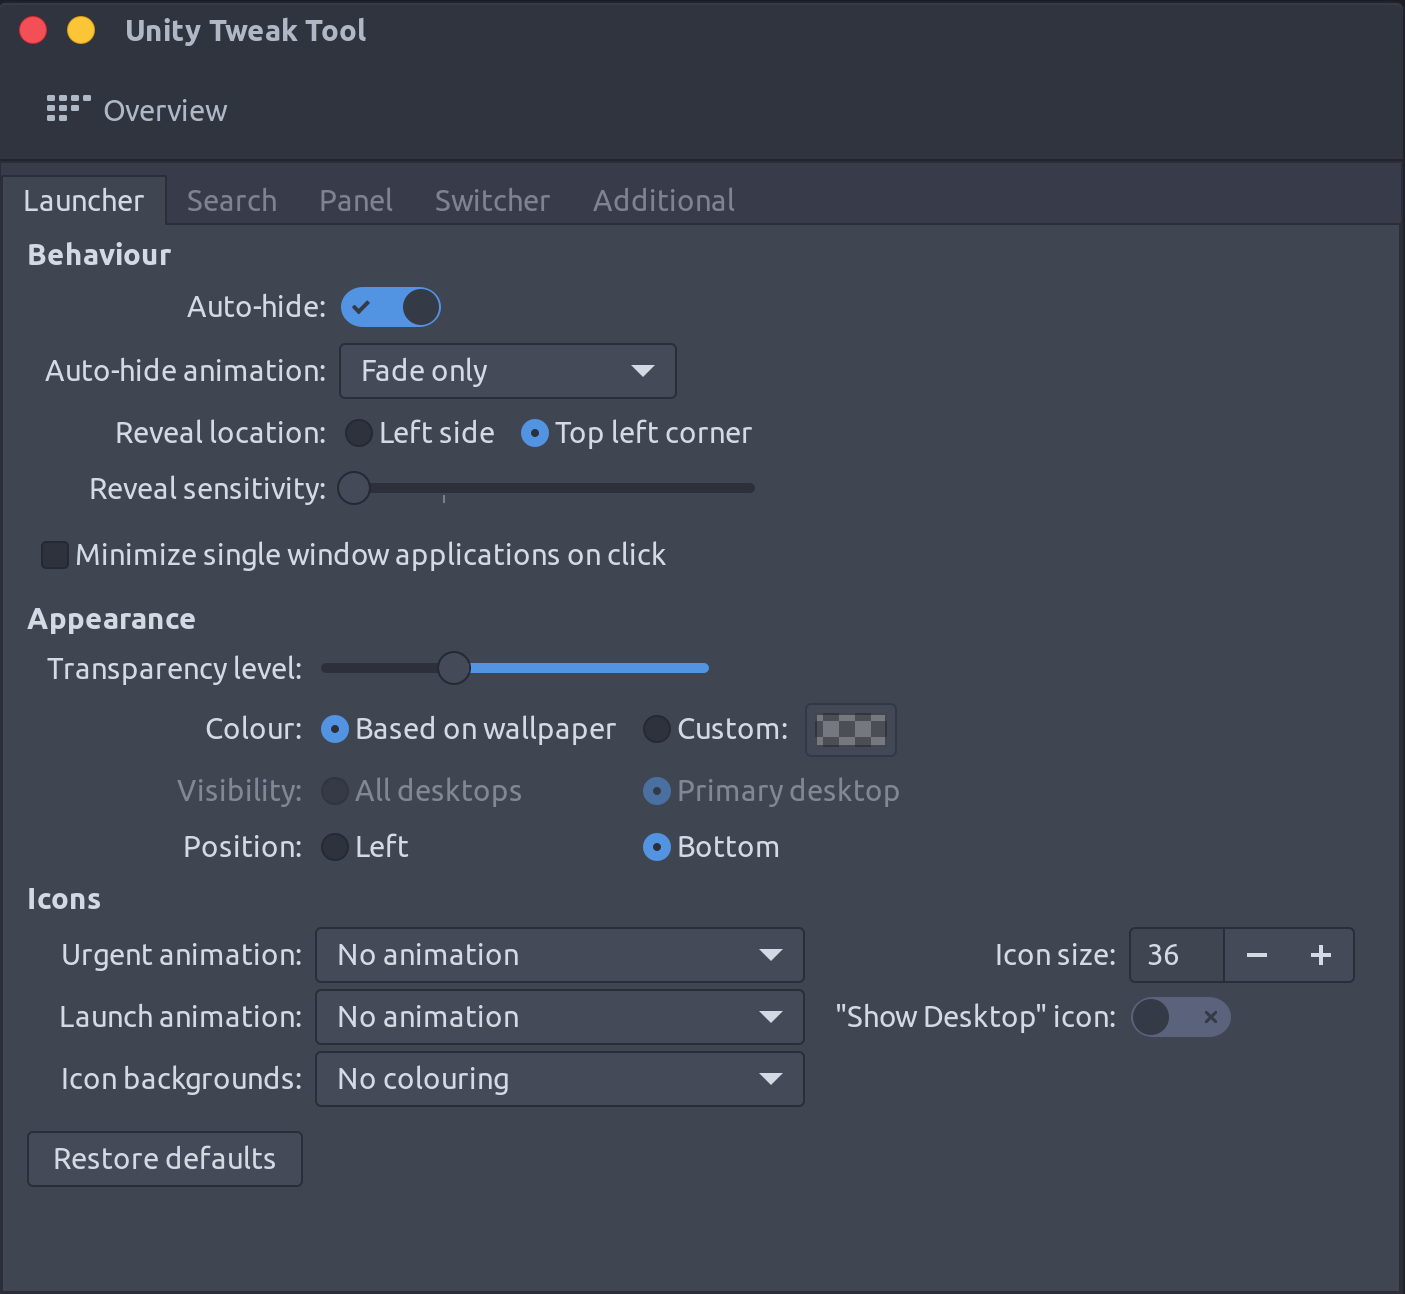 Unity Tweak Tool
Overview
Launcher Search Panel Switcher Additional
Behaviour
Auto-hide:
Auto-hide animation: Fade only
Reveal location: Left side Top left corner
Reveal sensitivity:
Minimize single window applications on click
Appearance
Transparency level:
Colour: Based on wallpaper Custom:
Visibility: All desktops Primary desktop
Position: Left Bottom
Icons
Urgent animation: No animation Icon size: 36
Launch animation: No animation "Show Desktop" icon:
Icon backgrounds: No colouring
Restore defaults